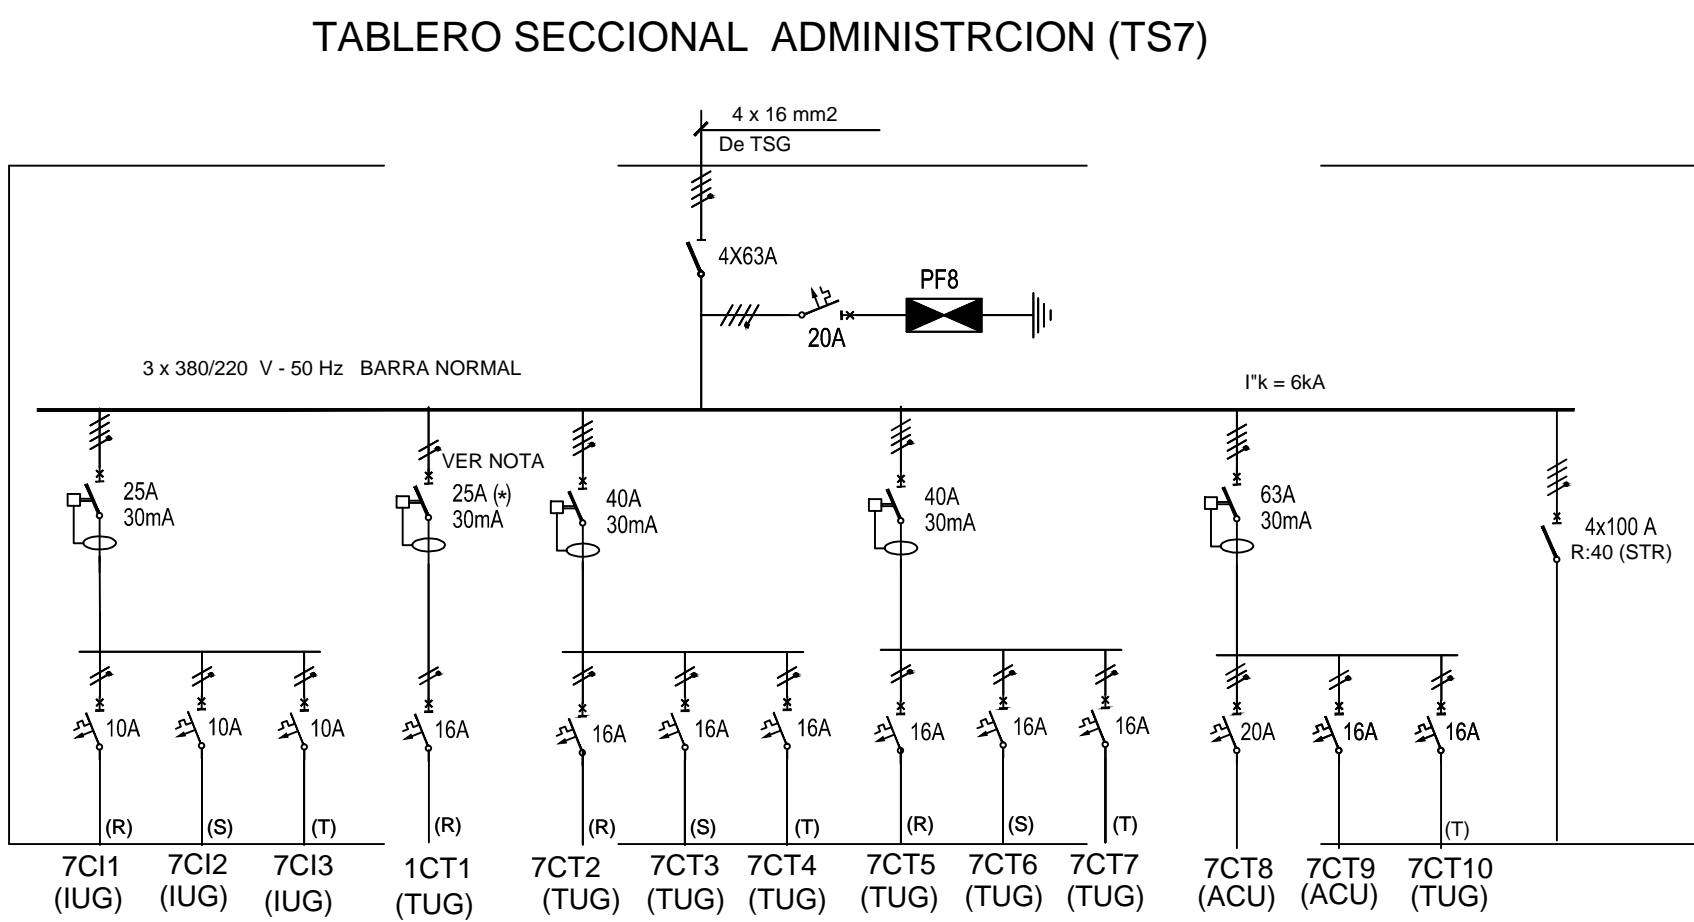 TABLERO SECCIONAL ADMINISTRCION (TS7)
4 x 16 mm2
De TSG
4X63A
PF8
20A
3 x 380/220 V - 50 Hz BARRA NORMAL
I"k = 6kA
25A
30mA
VER NOTA
25A (*)
30mA
40A
30mA
40A
30mA
63A
30mA
4x100 A
R:40 (STR)
10A
10A
10A
16A
16A
16A
16A
16A
16A
16A
20A
16A
16A
(R)
(S)
(T)
(R)
(R)
(S)
(T)
(R)
(S)
(T)
(T)
7CI1
(IUG)
7CI2
(IUG)
7CI3
(IUG)
1CT1
(TUG)
7CT2
(TUG)
7CT3
(TUG)
7CT4
(TUG)
7CT5
(TUG)
7CT6
(TUG)
7CT7
(TUG)
7CT8
(ACU)
7CT9
(ACU)
7CT10
(TUG)